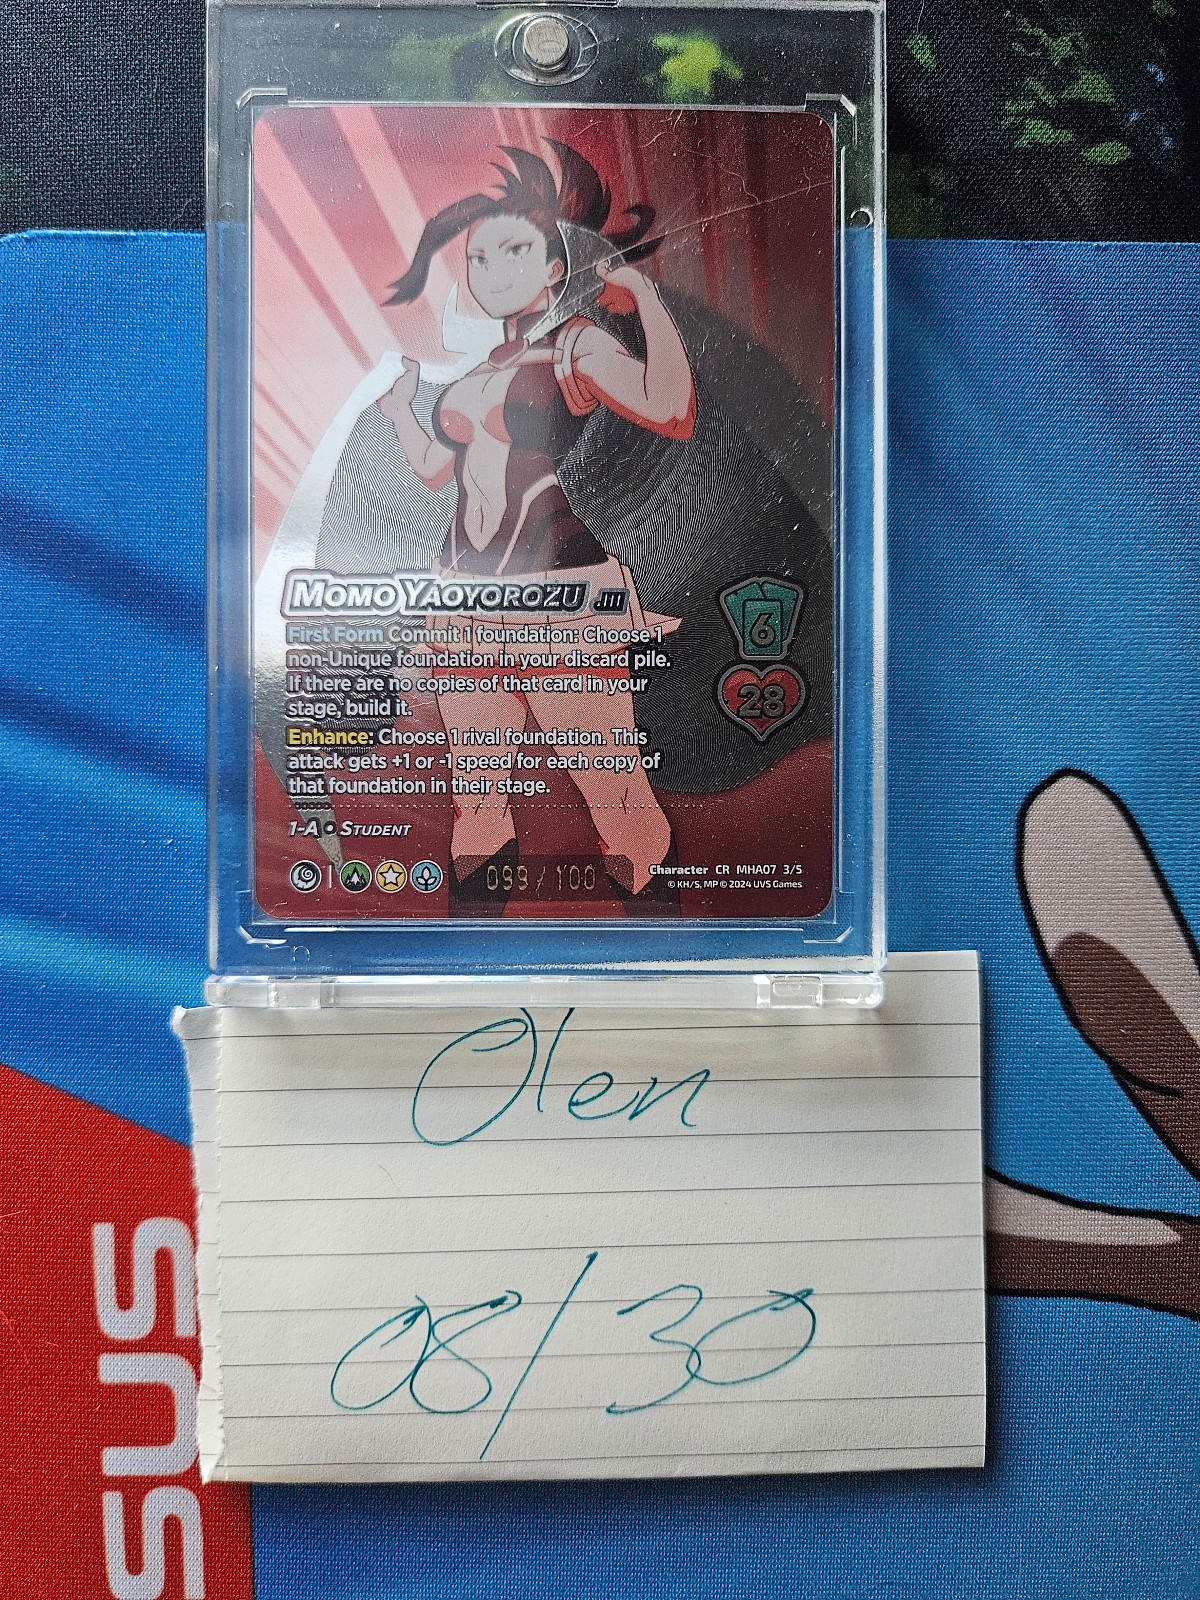 MOMO YAOYOROZU
First Form Commit 1 foundation: Choose 1
non-Unique foundation in your discard pile.
If there are no copies of that card in your
stage, build it.
Enhance: Choose 1 rival foundation. This
attack gets +1 or -1 speed for each copy of
that foundation in their stage.
6
28
1-A • STUDENT
099/100
Character CR MHA07 3/5
© KH/S, MP © 2024 UVS Games
Olen
08/30
SUS